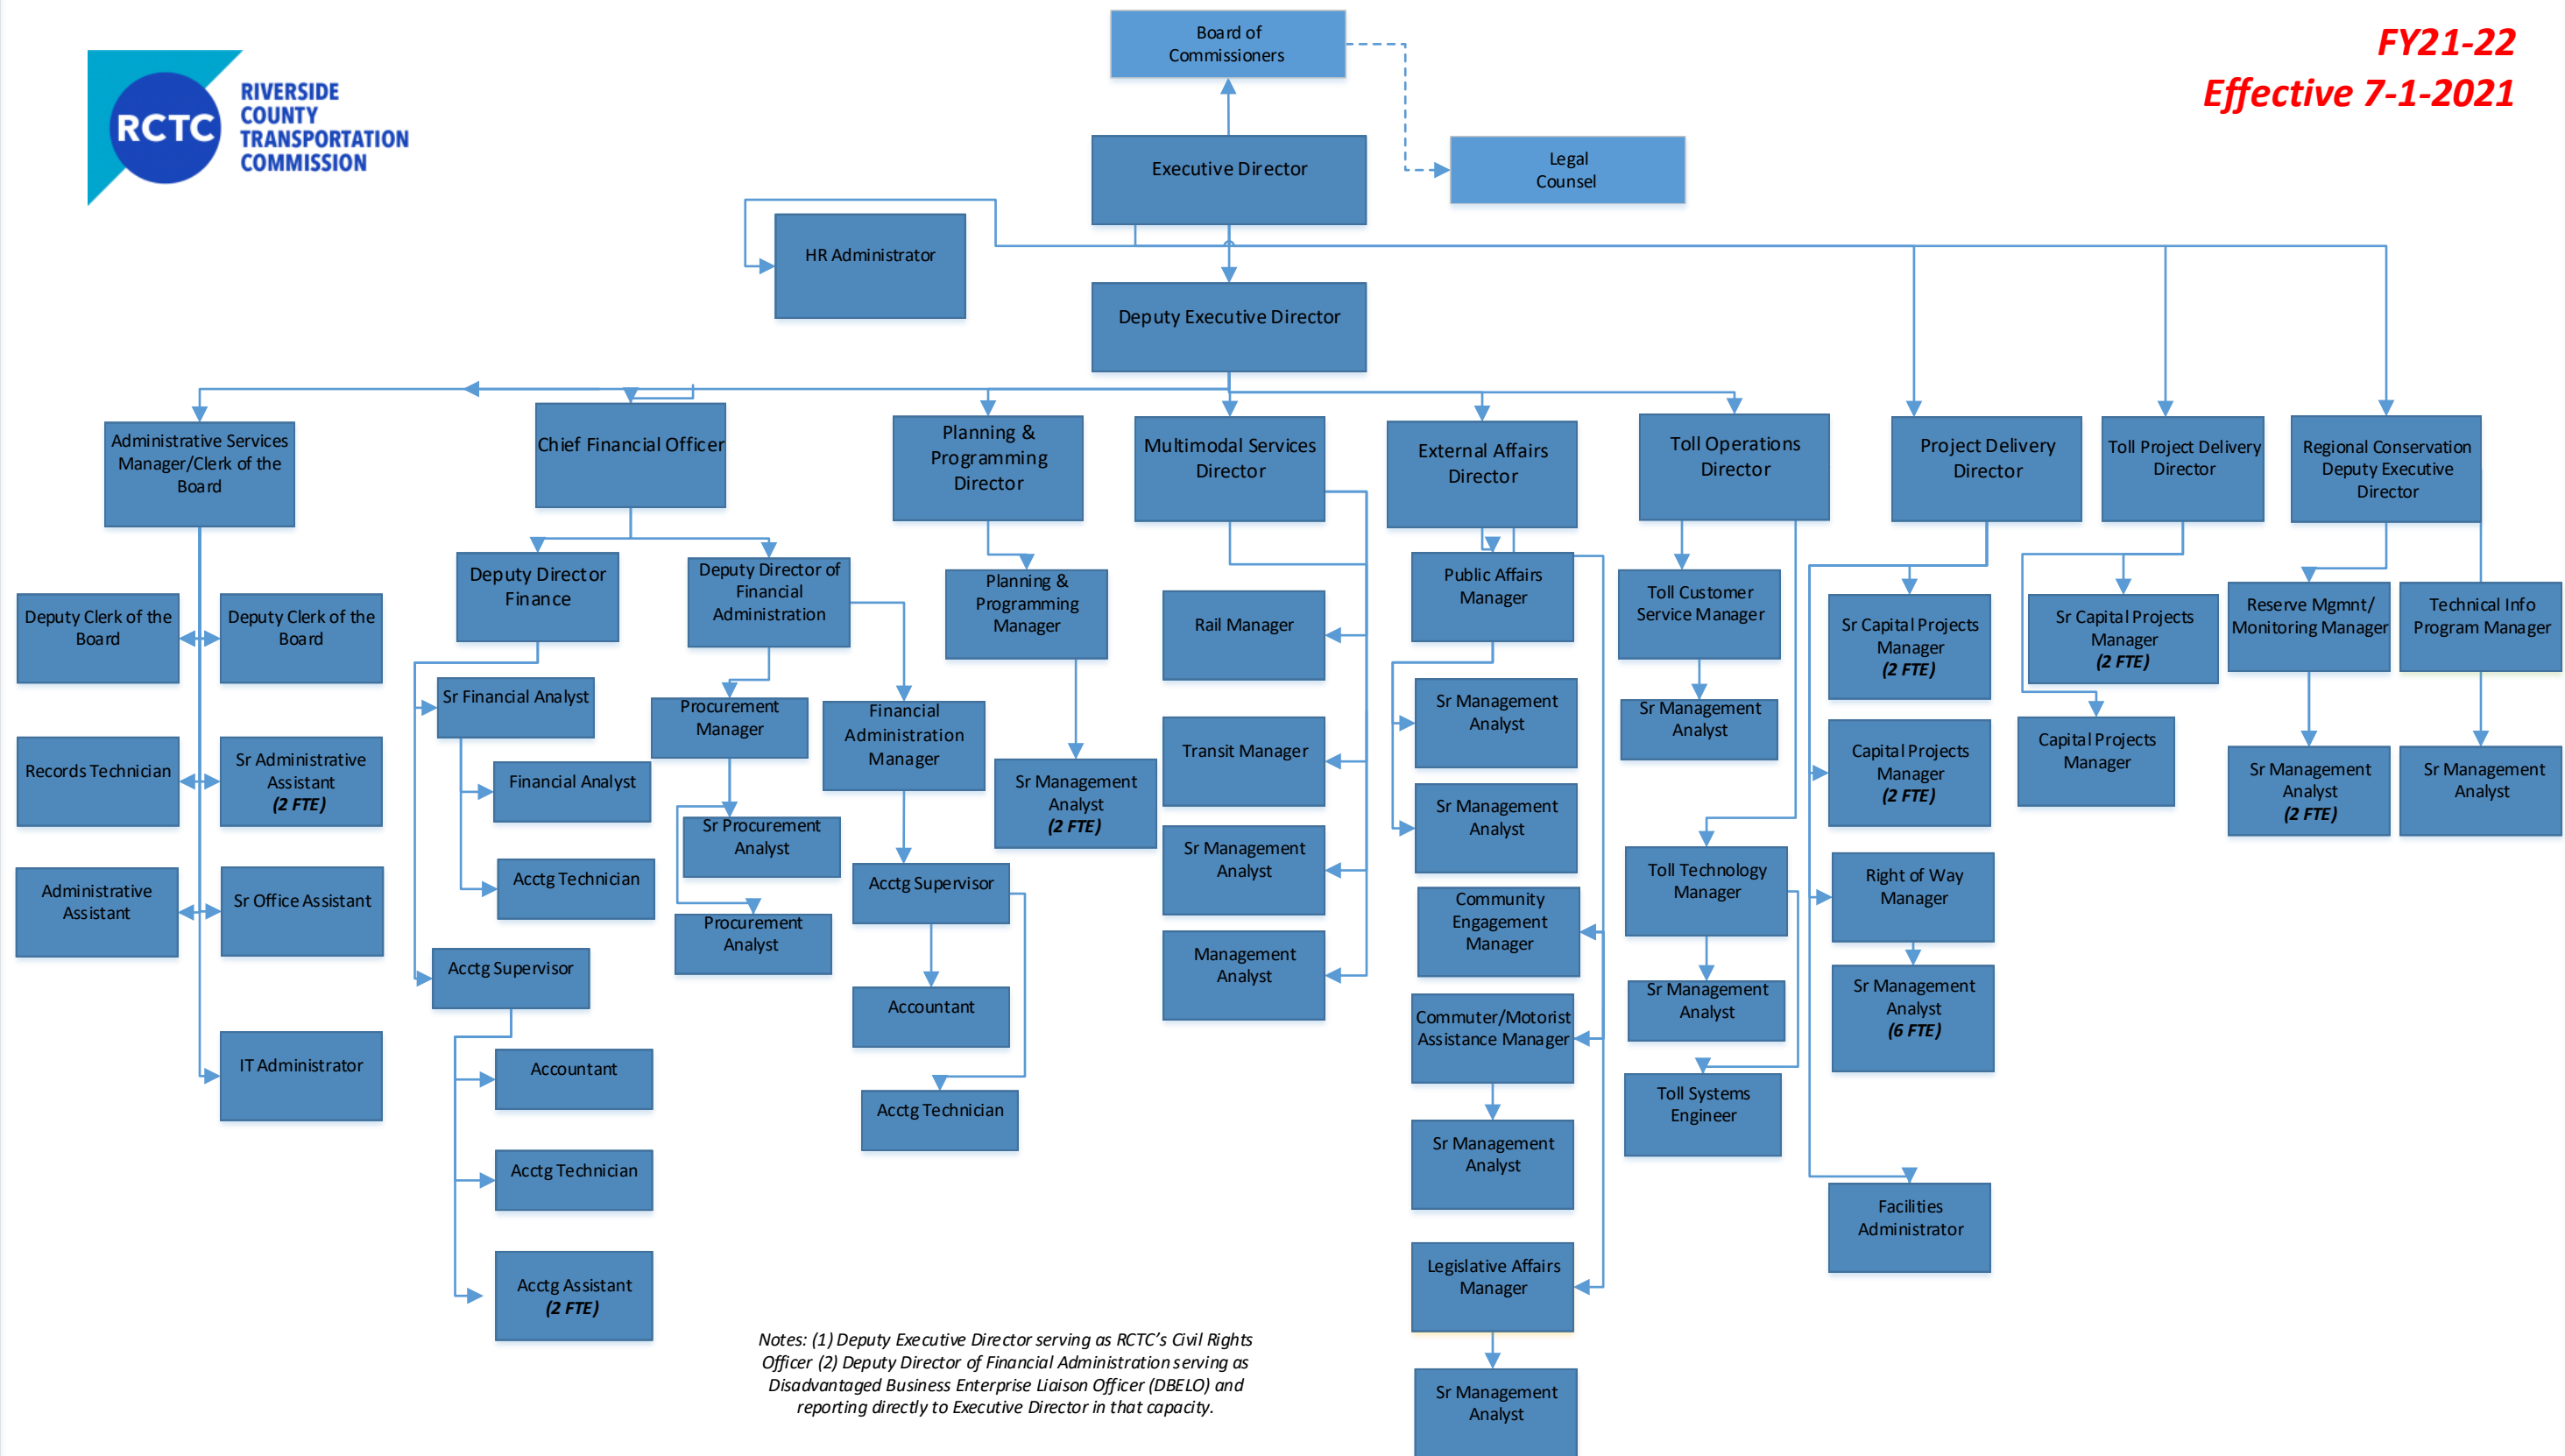 FY21-22
Effective 7-1-2021
RCTC
RIVERSIDE
COUNTY
TRANSPORTATION
COMMISSION
Board of
Commissioners
Executive Director
Legal
Counsel
HR Administrator
Deputy Executive Director
Administrative Services
Manager/Clerk of the
Board
Chief Financial Officer
Planning &
Programming
Director
Multimodal Services
Director
External Affairs
Director
Toll Operations
Director
Project Delivery
Director
Toll Project Delivery
Director
Regional Conservation
Deputy Executive
Director
Deputy Clerk of the
Board
Deputy Clerk of the
Board
Records Technician
Sr Administrative
Assistant
(2 FTE)
Administrative
Assistant
Sr Office Assistant
IT Administrator
Deputy Director
Finance
Sr Financial Analyst
Financial Analyst
Acctg Technician
Acctg Supervisor
Accountant
Acctg Technician
Acctg Assistant
(2 FTE)
Deputy Director of
Financial
Administration
Procurement
Manager
Sr Procurement
Analyst
Procurement
Analyst
Financial
Administration
Manager
Acctg Supervisor
Accountant
Acctg Technician
Planning &
Programming
Manager
Sr Management
Analyst
(2 FTE)
Rail Manager
Transit Manager
Sr Management
Analyst
Management
Analyst
Public Affairs
Manager
Sr Management
Analyst
Sr Management
Analyst
Community
Engagement
Manager
Commuter/Motorist
Assistance Manager
Sr Management
Analyst
Legislative Affairs
Manager
Sr Management
Analyst
Toll Customer
Service Manager
Sr Management
Analyst
Toll Technology
Manager
Sr Management
Analyst
Toll Systems
Engineer
Sr Capital Projects
Manager
(2 FTE)
Capital Projects
Manager
(2 FTE)
Right of Way
Manager
Sr Management
Analyst
(6 FTE)
Facilities
Administrator
Sr Capital Projects
Manager
(2 FTE)
Capital Projects
Manager
Reserve Mgmnt/
Monitoring Manager
Sr Management
Analyst
(2 FTE)
Technical Info
Program Manager
Sr Management
Analyst
Notes: (1) Deputy Executive Director serving as RCTC’s Civil Rights
Officer (2) Deputy Director of Financial Administration serving as
Disadvantaged Business Enterprise Liaison Officer (DBELO) and
reporting directly to Executive Director in that capacity.